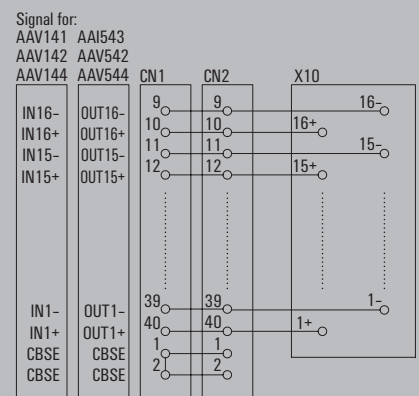 Signal for:
AAV141 AAI543
AAV142 AAV542
AAV144 AAV544 CN1 CN2 X10
IN16– OUT16– 9 9 16–
IN16+ OUT16+ 10 10 16+
IN15– OUT15– 11 11 15–
IN15+ OUT15+ 12 12 15+
IN1– OUT1– 39 39 1–
IN1+ OUT1+ 40 40 1+
CBSE CBSE 1 1
CBSE CBSE 2 2